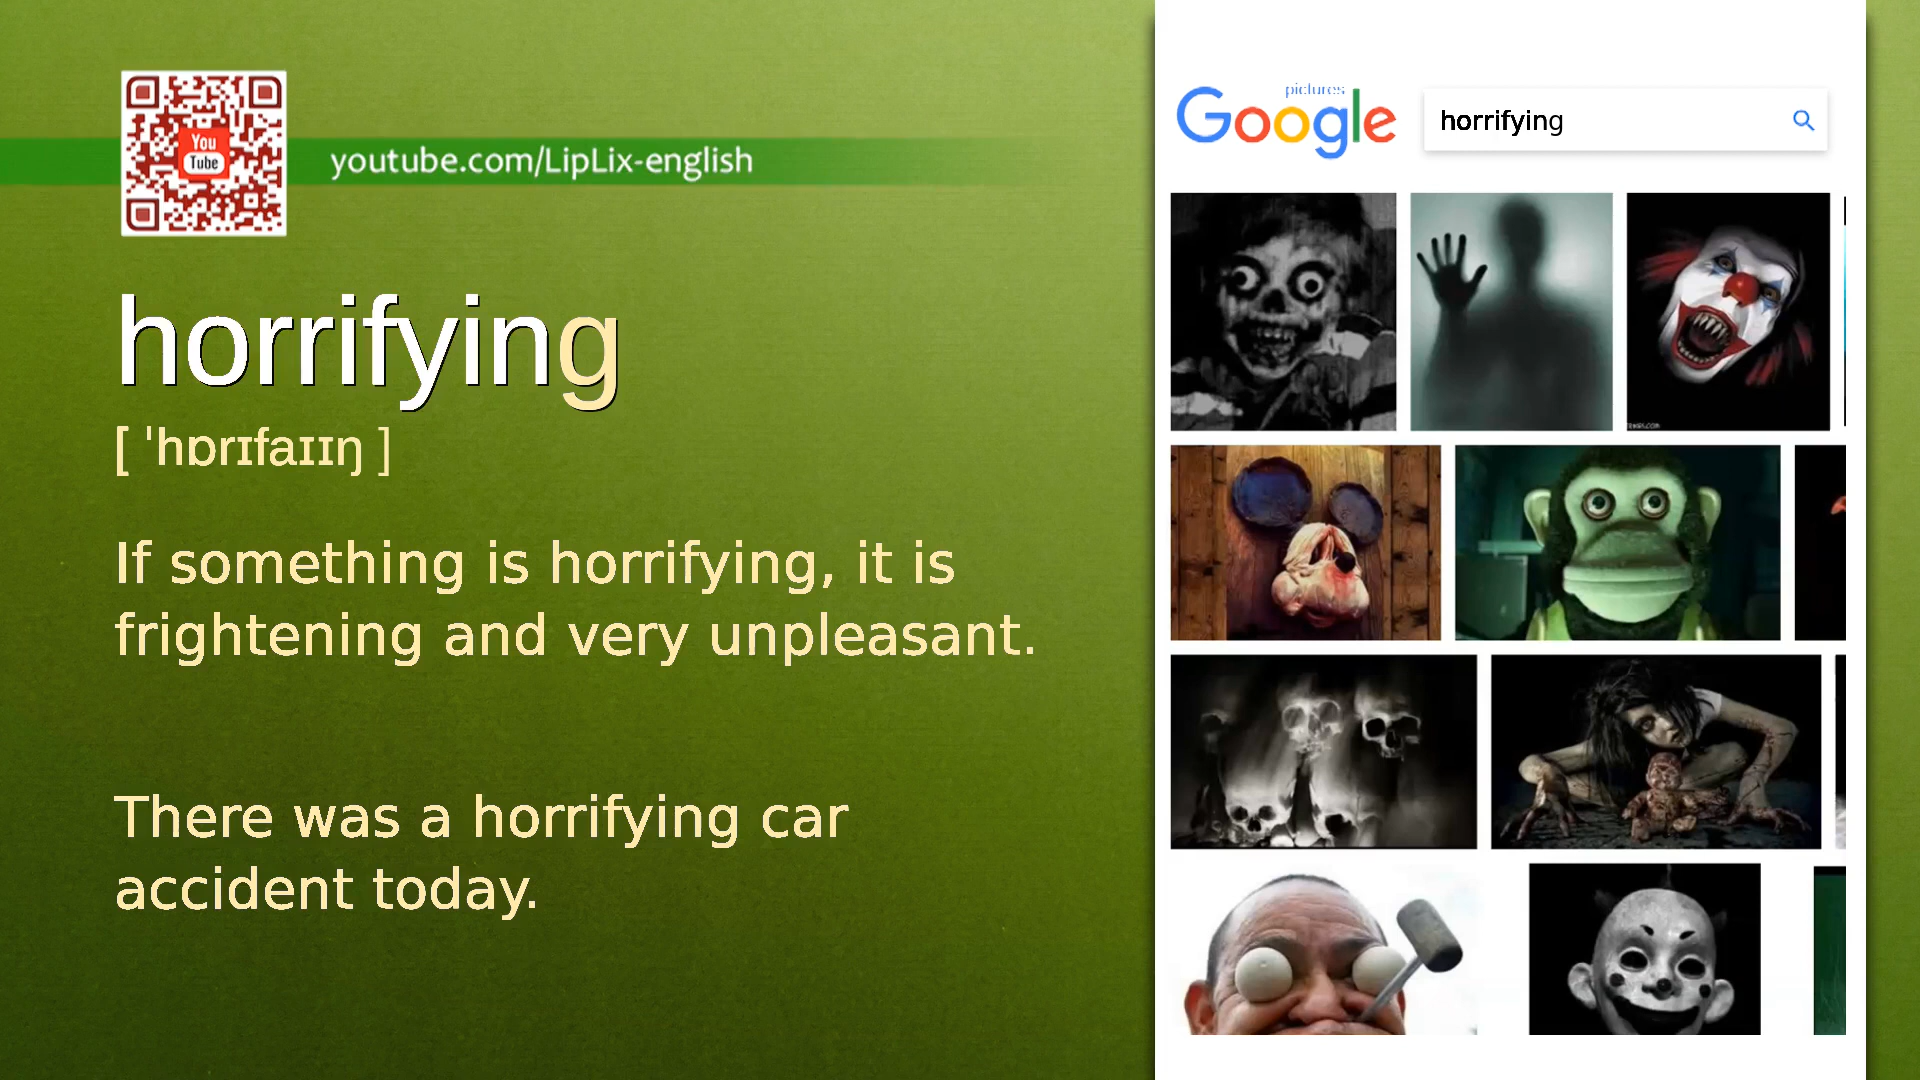 You
Tube
youtube.com/LipLix-english
horrifying
[ ˈhɒrɪfaɪɪŋ ]
If something is horrifying, it is
frightening and very unpleasant.
There was a horrifying car
accident today.
pictures
Google
horrifying